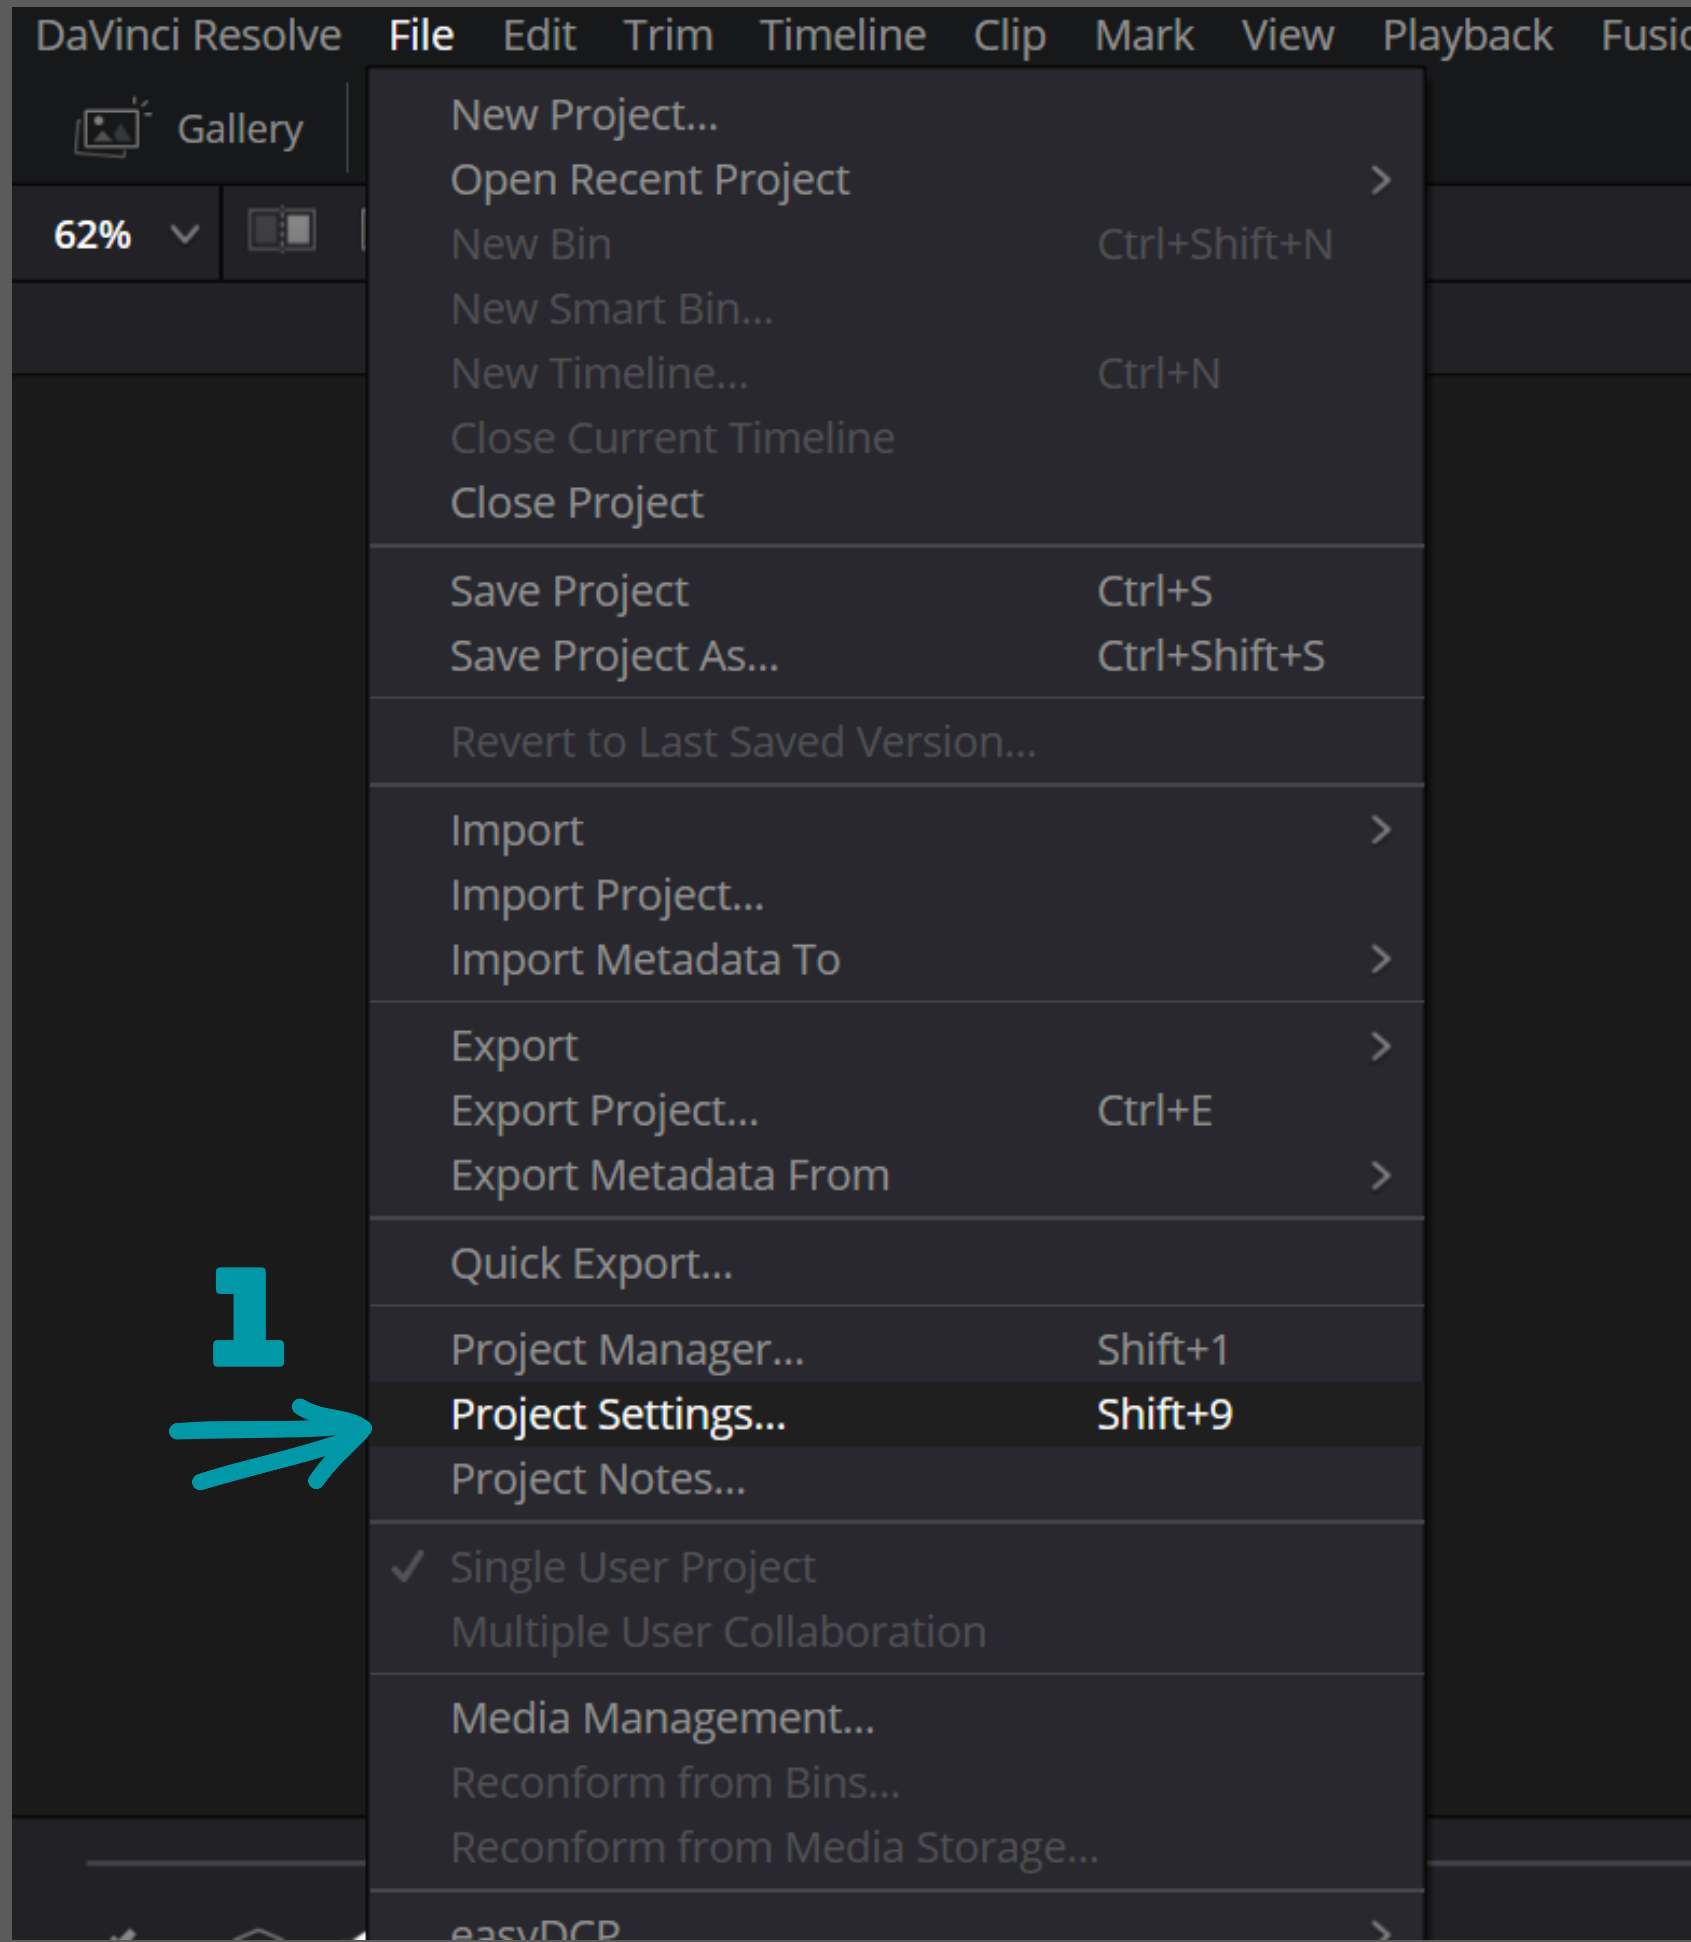 DaVinci Resolve File Edit Trim Timeline Clip Mark View Playback
Gallery
62%
New Project...
Open Recent Project
New Bin Ctrl+Shift+N
New Smart Bin...
New Timeline... Ctrl+N
Close Current Timeline
Close Project
Save Project Ctrl+S
Save Project As... Ctrl+Shift+S
Revert to Last Saved Version...
Import
Import Project...
Import Metadata To
Export
Export Project... Ctrl+E
Export Metadata From
Quick Export...
1
Project Manager... Shift+1
Project Settings... Shift+9
Project Notes...
Single User Project
Multiple User Collaboration
Media Management...
Reconform from Bins...
Reconform from Media Storage...
easyDCP